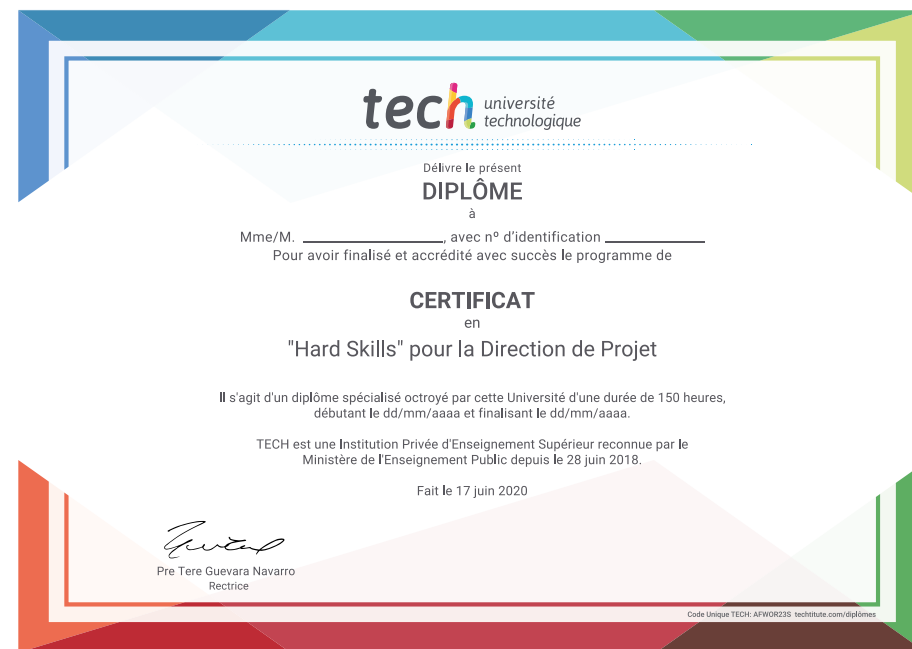 tech université
technologique
Délivre le présent
DIPLÔME
à
Mme/M. ____________________, avec nº d'identification ______________
Pour avoir finalisé et accrédité avec succès le programme de
CERTIFICAT
en
"Hard Skills" pour la Direction de Projet
Il s'agit d'un diplôme spécialisé octroyé par cette Université d'une durée de 150 heures,
débutant le dd/mm/aaaa et finalisant le dd/mm/aaaa.
TECH est une Institution Privée d'Enseignement Supérieur reconnue par le
Ministère de l'Enseignement Public depuis le 28 juin 2018.
Fait le 17 juin 2020
Pre Tere Guevara Navarro
Rectrice
Code Unique TECH: AFWOR23S techtitute.com/diplômes